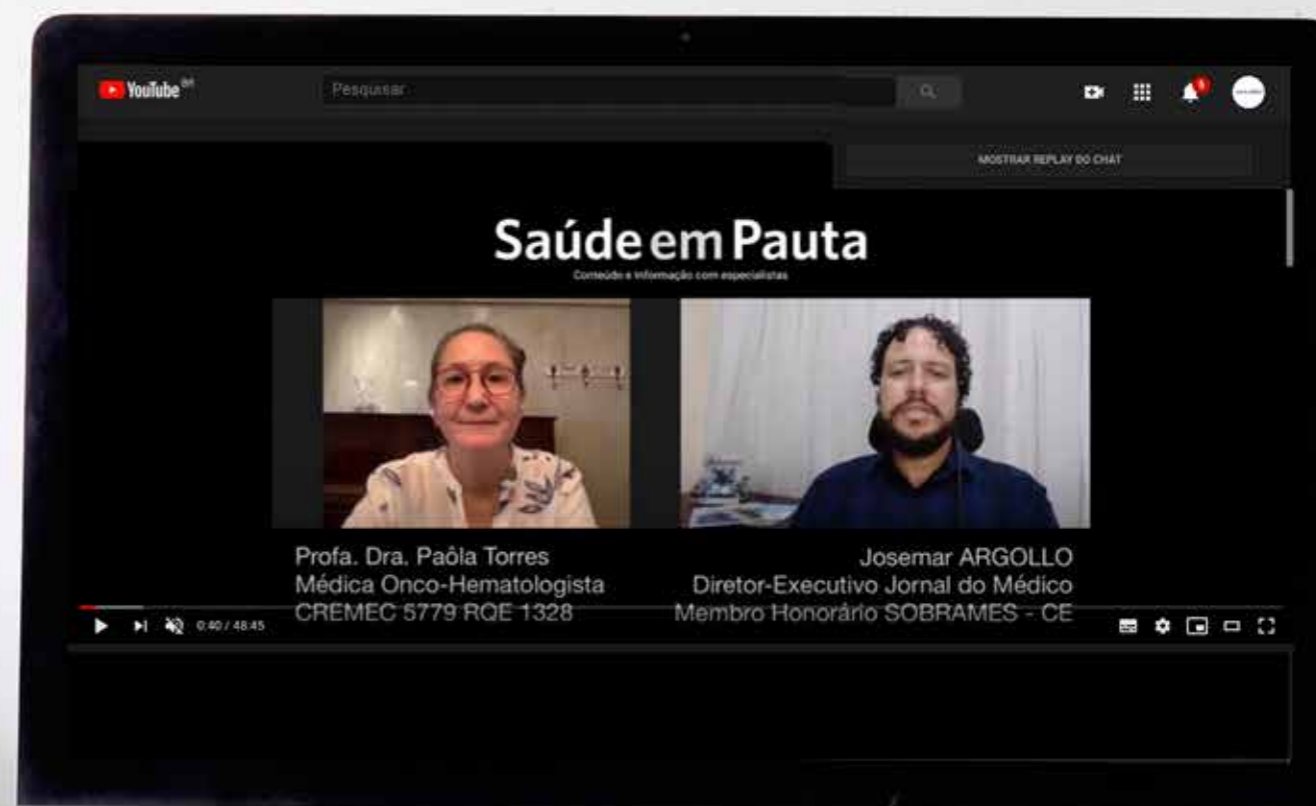 YouTube BR
Pesquisar
MOSTRAR REPLAY DO CHAT
Saúde em Pauta
Conteúdo e Informação com especialistas
Profa. Dra. Paôla Torres
Médica Onco-Hematologista
CREMEC 5779 RQE 1328
Josemar ARGOLLO
Diretor-Executivo Jornal do Médico
Membro Honorário SOBRAMES - CE
0:40 / 48:45